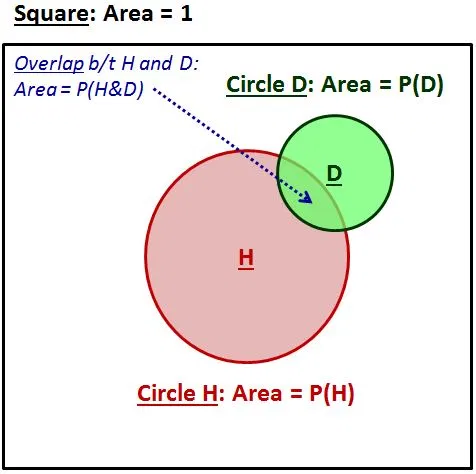 Square: Area = 1
Overlap b/t H and D:
Area = P(H&D)
Circle D: Area = P(D)
D
H
Circle H: Area = P(H)